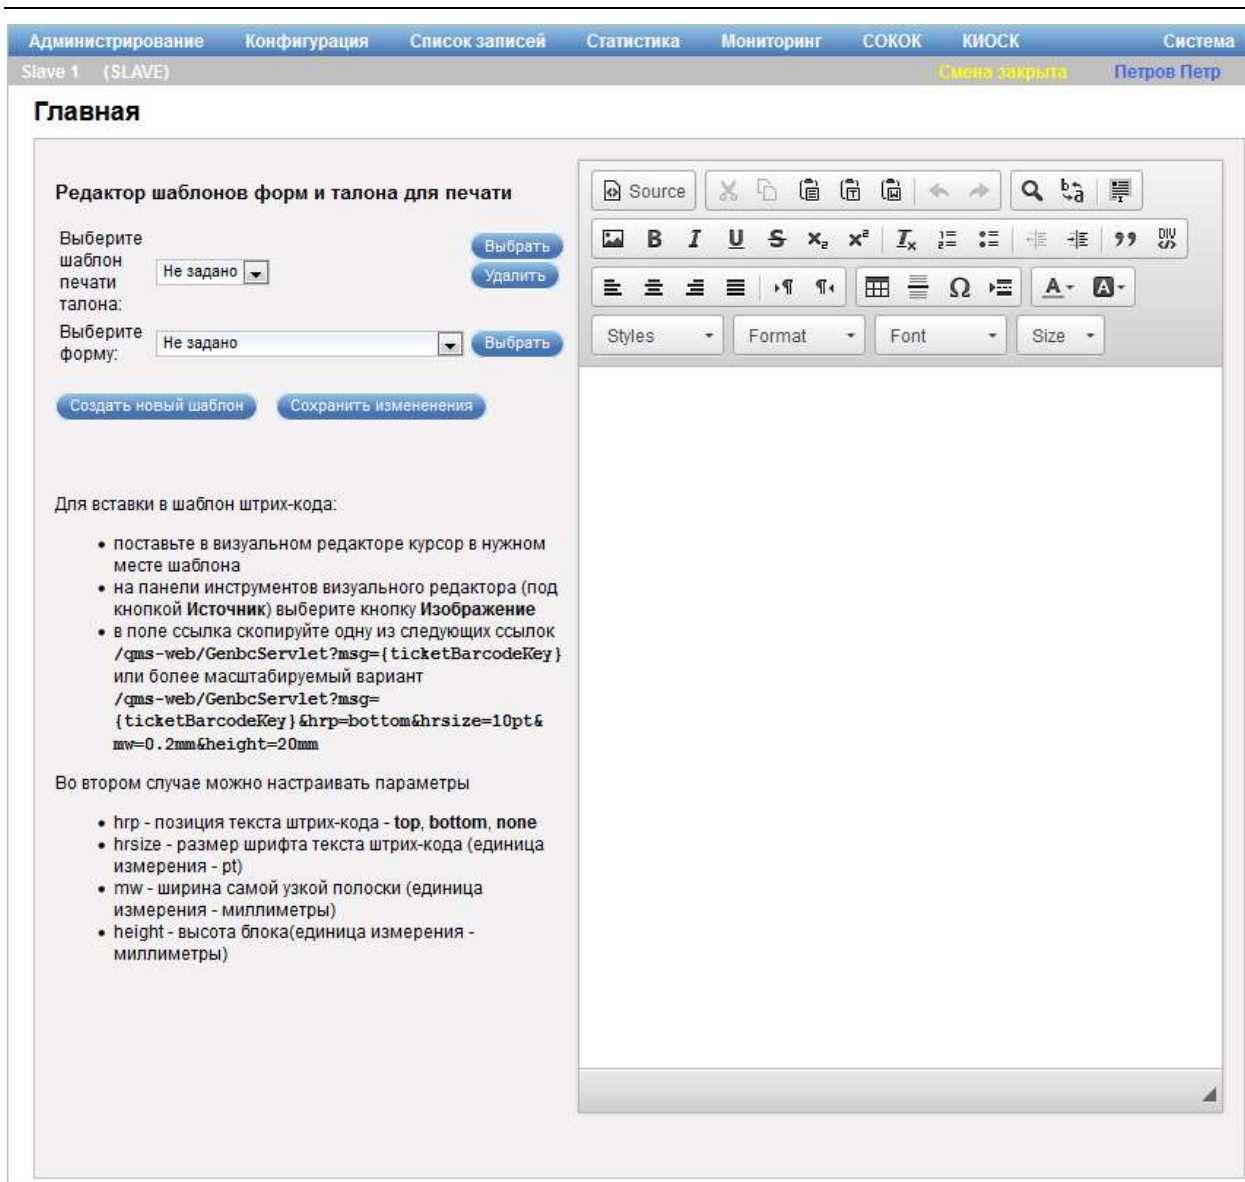 Администрирование Конфигурация Список записей Статистика Мониторинг СОКОК КИОСК Система
Slave 1 (SLAVE) Смена закрыта Петров Петр
Главная
Редактор шаблонов форм и талона для печати
Выберите
шаблон
печати
талона:
Не задано
Выбрать
Удалить
Выберите
форму:
Не задано
Выбрать
Создать новый шаблон Сохранить измененения
Для вставки в шаблон штрих-кода:
• поставьте в визуальном редакторе курсор в нужном
месте шаблона
• на панели инструментов визуального редактора (под
кнопкой Источник) выберите кнопку Изображение
• в поле ссылка скопируйте одну из следующих ссылок
/qms-web/GenbcServlet?msg={ticketBarcodeKey}
или более масштабируемый вариант
/qms-web/GenbcServlet?msg=
{ticketBarcodeKey}&hrp=bottom&hrsize=10pt&
mw=0.2mm&height=20mm
Во втором случае можно настраивать параметры
• hrp - позиция текста штрих-кода - top, bottom, none
• hrsize - размер шрифта текста штрих-кода (единица
измерения - pt)
• mw - ширина самой узкой полоски (единица
измерения - миллиметры)
• height - высота блока(единица измерения -
миллиметры)
Source
Styles Format Font Size